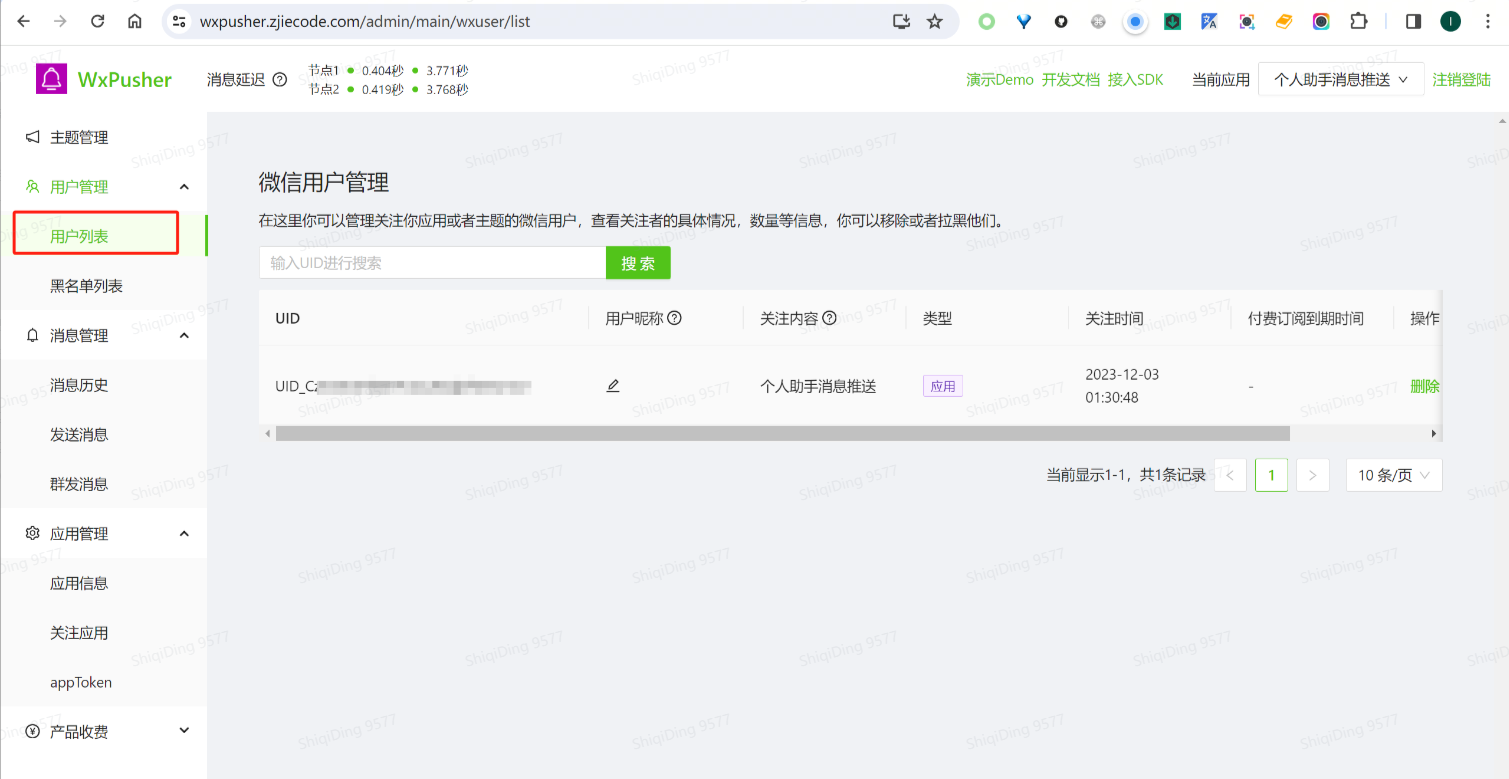 wxpusher.zjiecode.com/admin/main/wxuser/list
I
WxPusher
消息延迟
节点1 0.404秒 3.771秒
节点2 0.419秒 3.768秒
演示Demo 开发文档 接入SDK
当前应用
个人助手消息推送
注销登陆
主题管理
用户管理
用户列表
黑名单列表
消息管理
消息历史
发送消息
群发消息
应用管理
应用信息
关注应用
appToken
产品收费
微信用户管理
在这里你可以管理关注你应用或者主题的微信用户，查看关注者的具体情况，数量等信息，你可以移除或者拉黑他们。
输入UID进行搜索
搜 索
UID 用户昵称 关注内容 类型 关注时间 付费订阅到期时间 操作
UID_Cz 个人助手消息推送 应用 2023-12-03 - 删除
01:30:48
当前显示1-1，共1条记录 < 1 > 10 条/页
ShiqiDing 9577